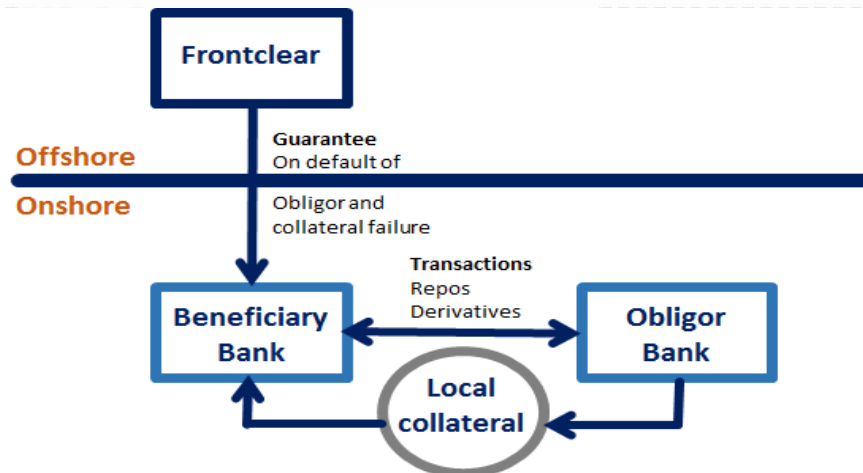 Frontclear
Guarantee
On default of
Offshore
Onshore
Obligor and
collateral failure
Transactions
Repos
Derivatives
Beneficiary
Bank
Obligor
Bank
Local
collateral